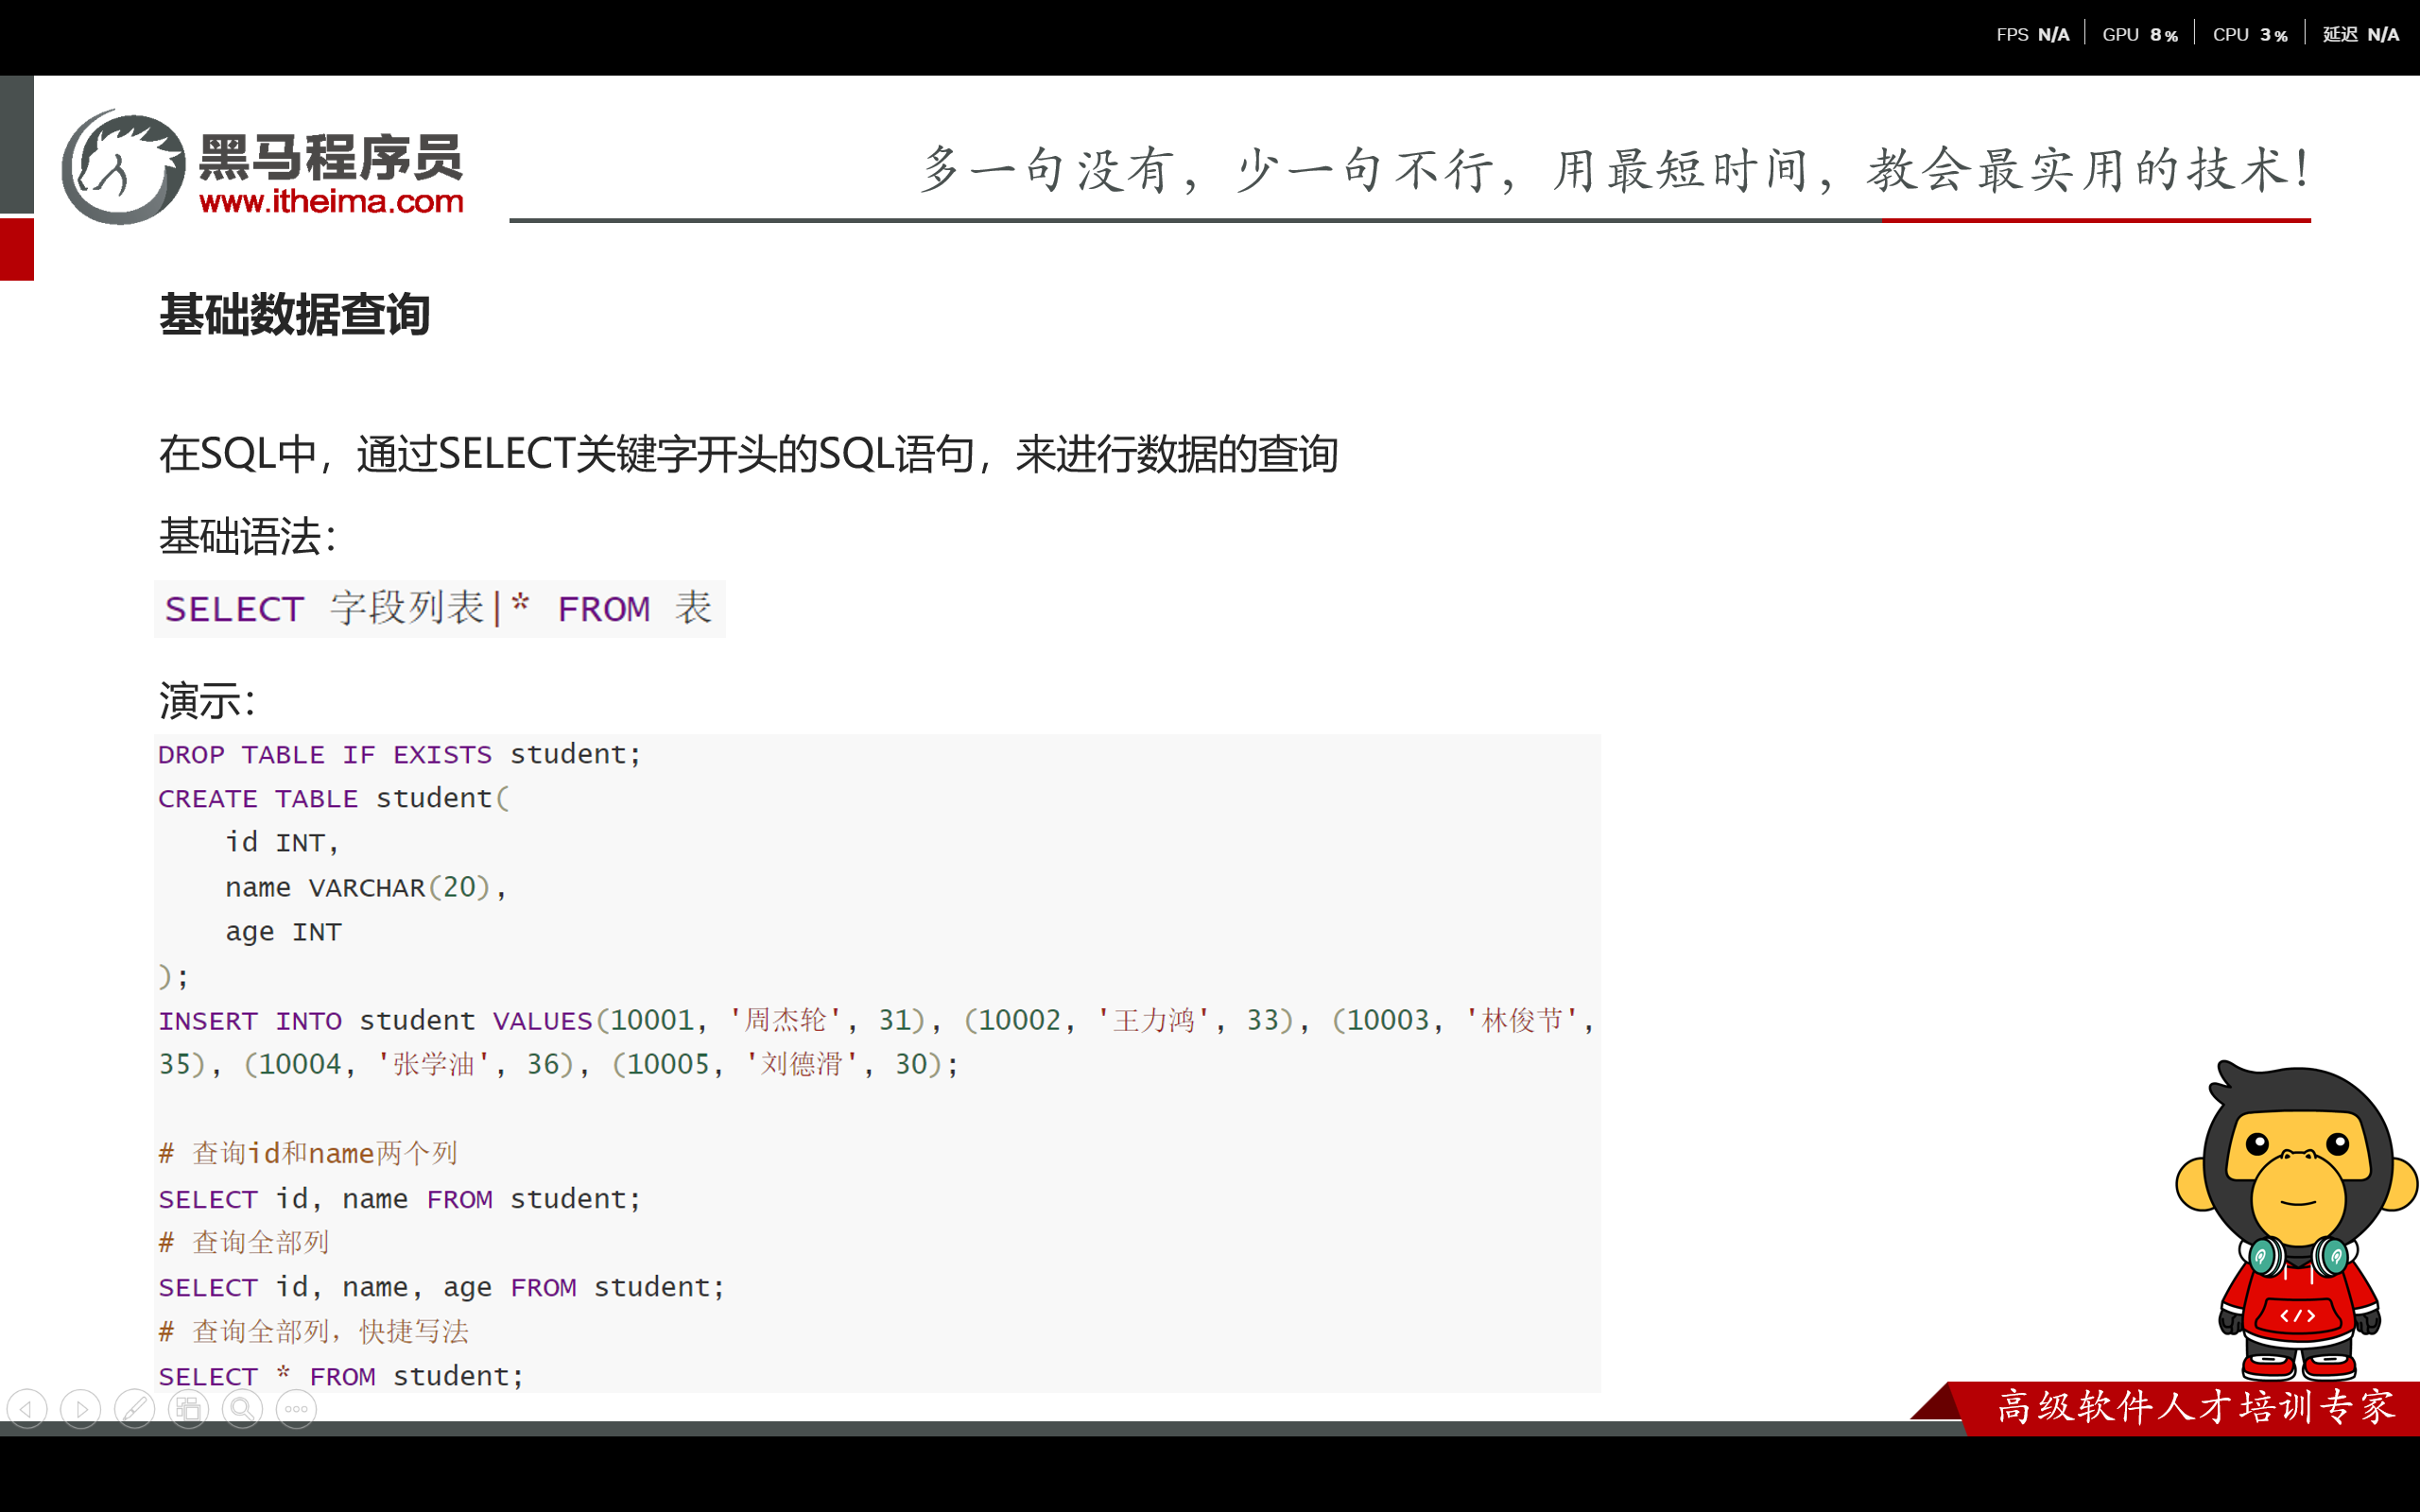 FPS N/A GPU 8% CPU 3% 延迟 N/A
黑马程序员
www.itheima.com
多一句没有，少一句不行，用最短时间，教会最实用的技术！
基础数据查询
在SQL中，通过SELECT关键字开头的SQL语句，来进行数据的查询
基础语法：
SELECT 字段列表|* FROM 表
演示：
DROP TABLE IF EXISTS student;
CREATE TABLE student(
id INT,
name VARCHAR(20),
age INT
);
INSERT INTO student VALUES(10001, '周杰轮', 31), (10002, '王力鸿', 33), (10003, '林俊节',
35), (10004, '张学油', 36), (10005, '刘德滑', 30);
# 查询id和name两个列
SELECT id, name FROM student;
# 查询全部列
SELECT id, name, age FROM student;
# 查询全部列，快捷写法
SELECT * FROM student;
</>
高级软件人才培训专家